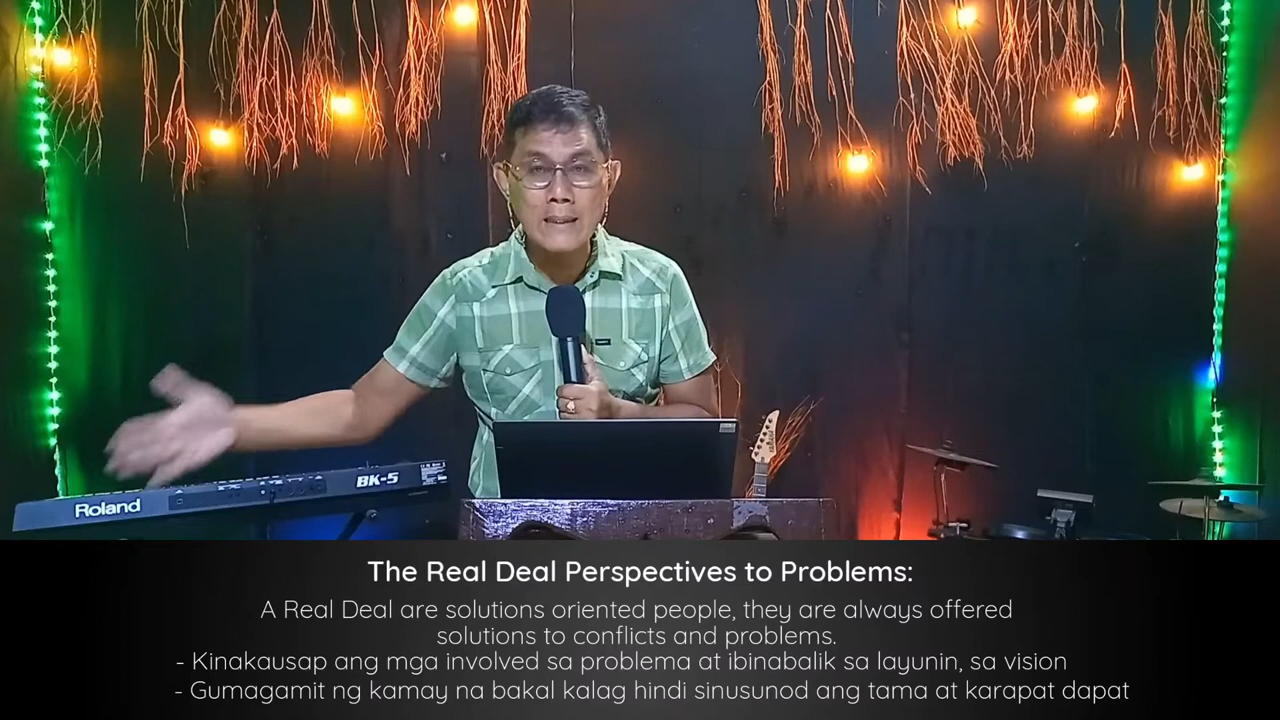 Roland
BK-5
The Real Deal Perspectives to Problems:
A Real Deal are solutions oriented people, they are always offered
solutions to conflicts and problems.
- Kinakausap ang mga involved sa problema at ibinabalik sa layunin, sa vision
- Gumagamit ng kamay na bakal kalag hindi sinusunod ang tama at karapat dapat